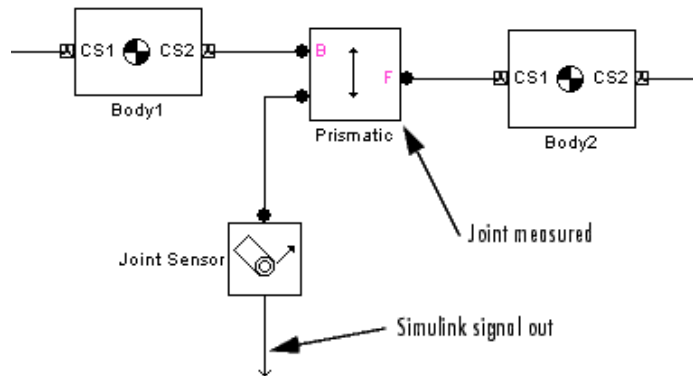 CS1 CS2
Body1
B
F
Prismatic
CS1 CS2
Body2
Joint measured
Joint Sensor
Simulink signal out